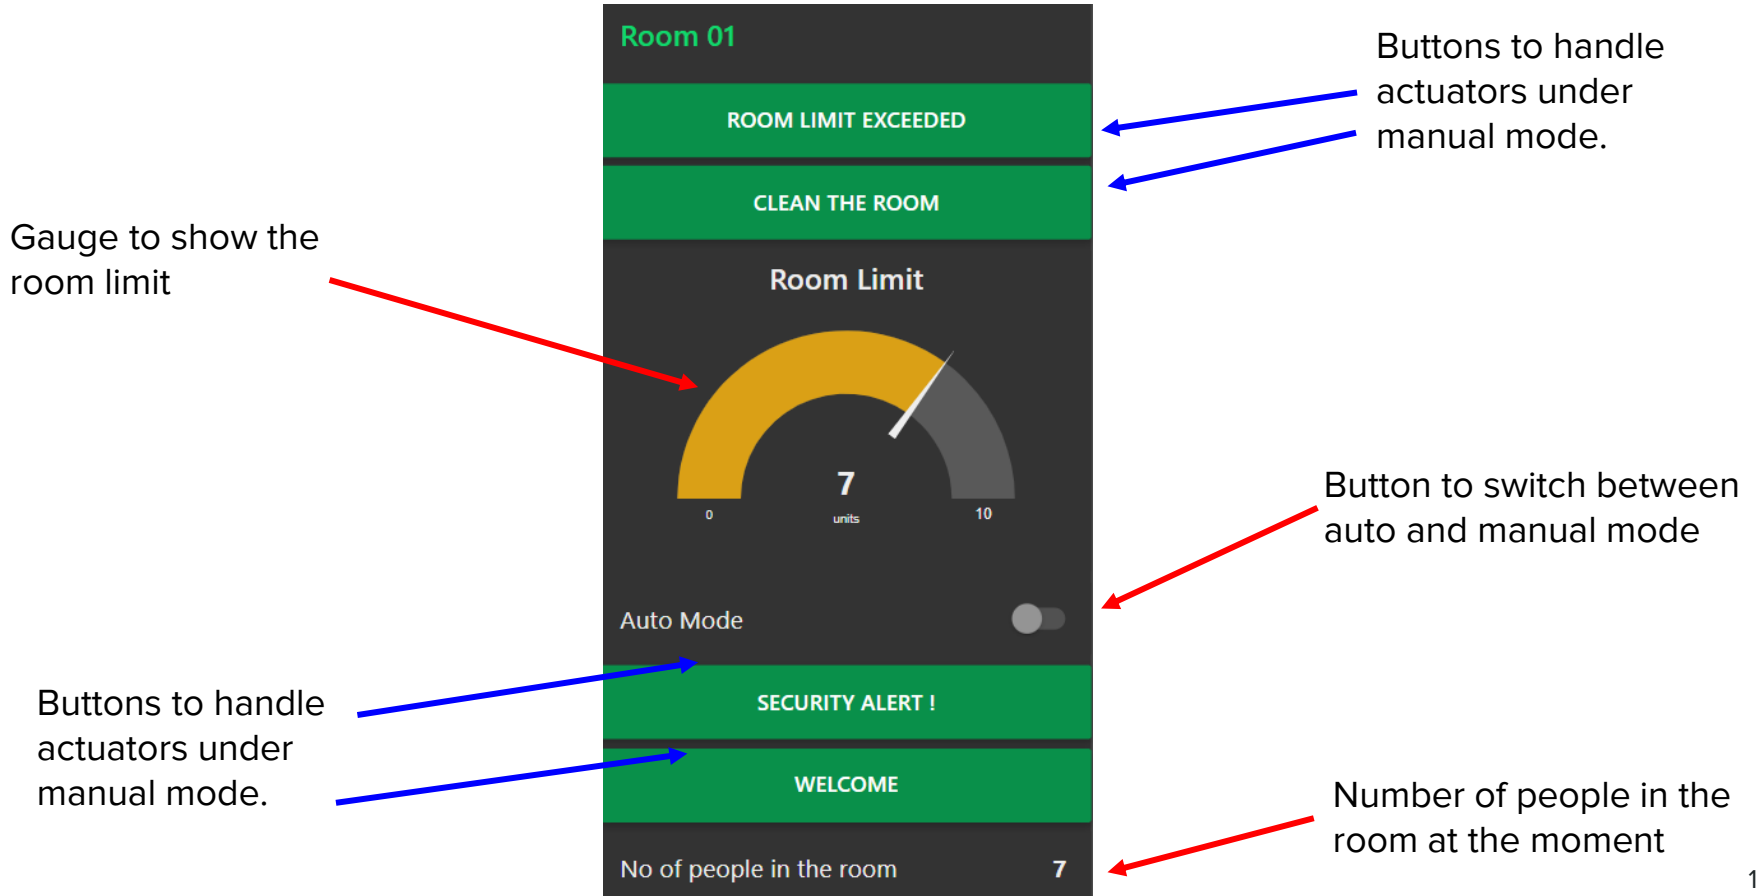 Room 01
ROOM LIMIT EXCEEDED
CLEAN THE ROOM
Buttons to handle
actuators under
manual mode.
Gauge to show the
room limit
Room Limit
7
units
0
10
Button to switch between
auto and manual mode
Auto Mode
SECURITY ALERT !
WELCOME
Buttons to handle
actuators under
manual mode.
No of people in the room 7
Number of people in the
room at the moment
1